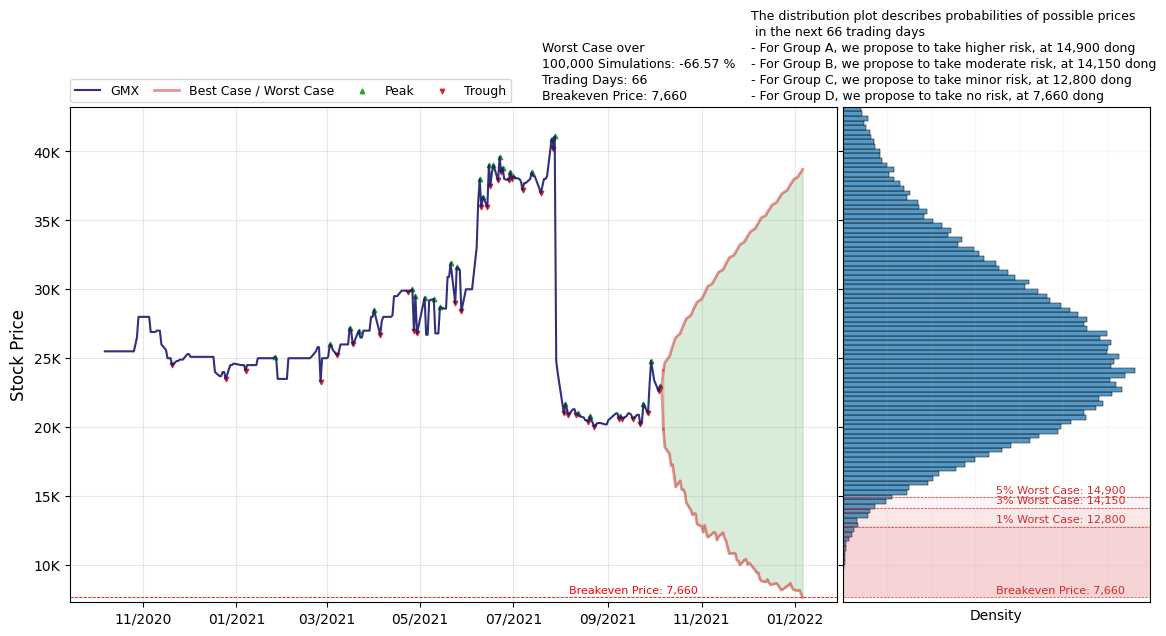 The distribution plot describes probabilities of possible prices
in the next 66 trading days
- For Group A, we propose to take higher risk, at 14,900 dong
- For Group B, we propose to take moderate risk, at 14,150 dong
- For Group C, we propose to take minor risk, at 12,800 dong
- For Group D, we propose to take no risk, at 7,660 dong
Worst Case over
100,000 Simulations: -66.57 %
Trading Days: 66
Breakeven Price: 7,660
GMX
Best Case / Worst Case
Peak
Trough
Stock Price
40K
35K
30K
25K
20K
15K
10K
Breakeven Price: 7,660
11/2020
01/2021
03/2021
05/2021
07/2021
09/2021
11/2021
01/2022
5% Worst Case: 14,900
3% Worst Case: 14,150
1% Worst Case: 12,800
Breakeven Price: 7,660
Density